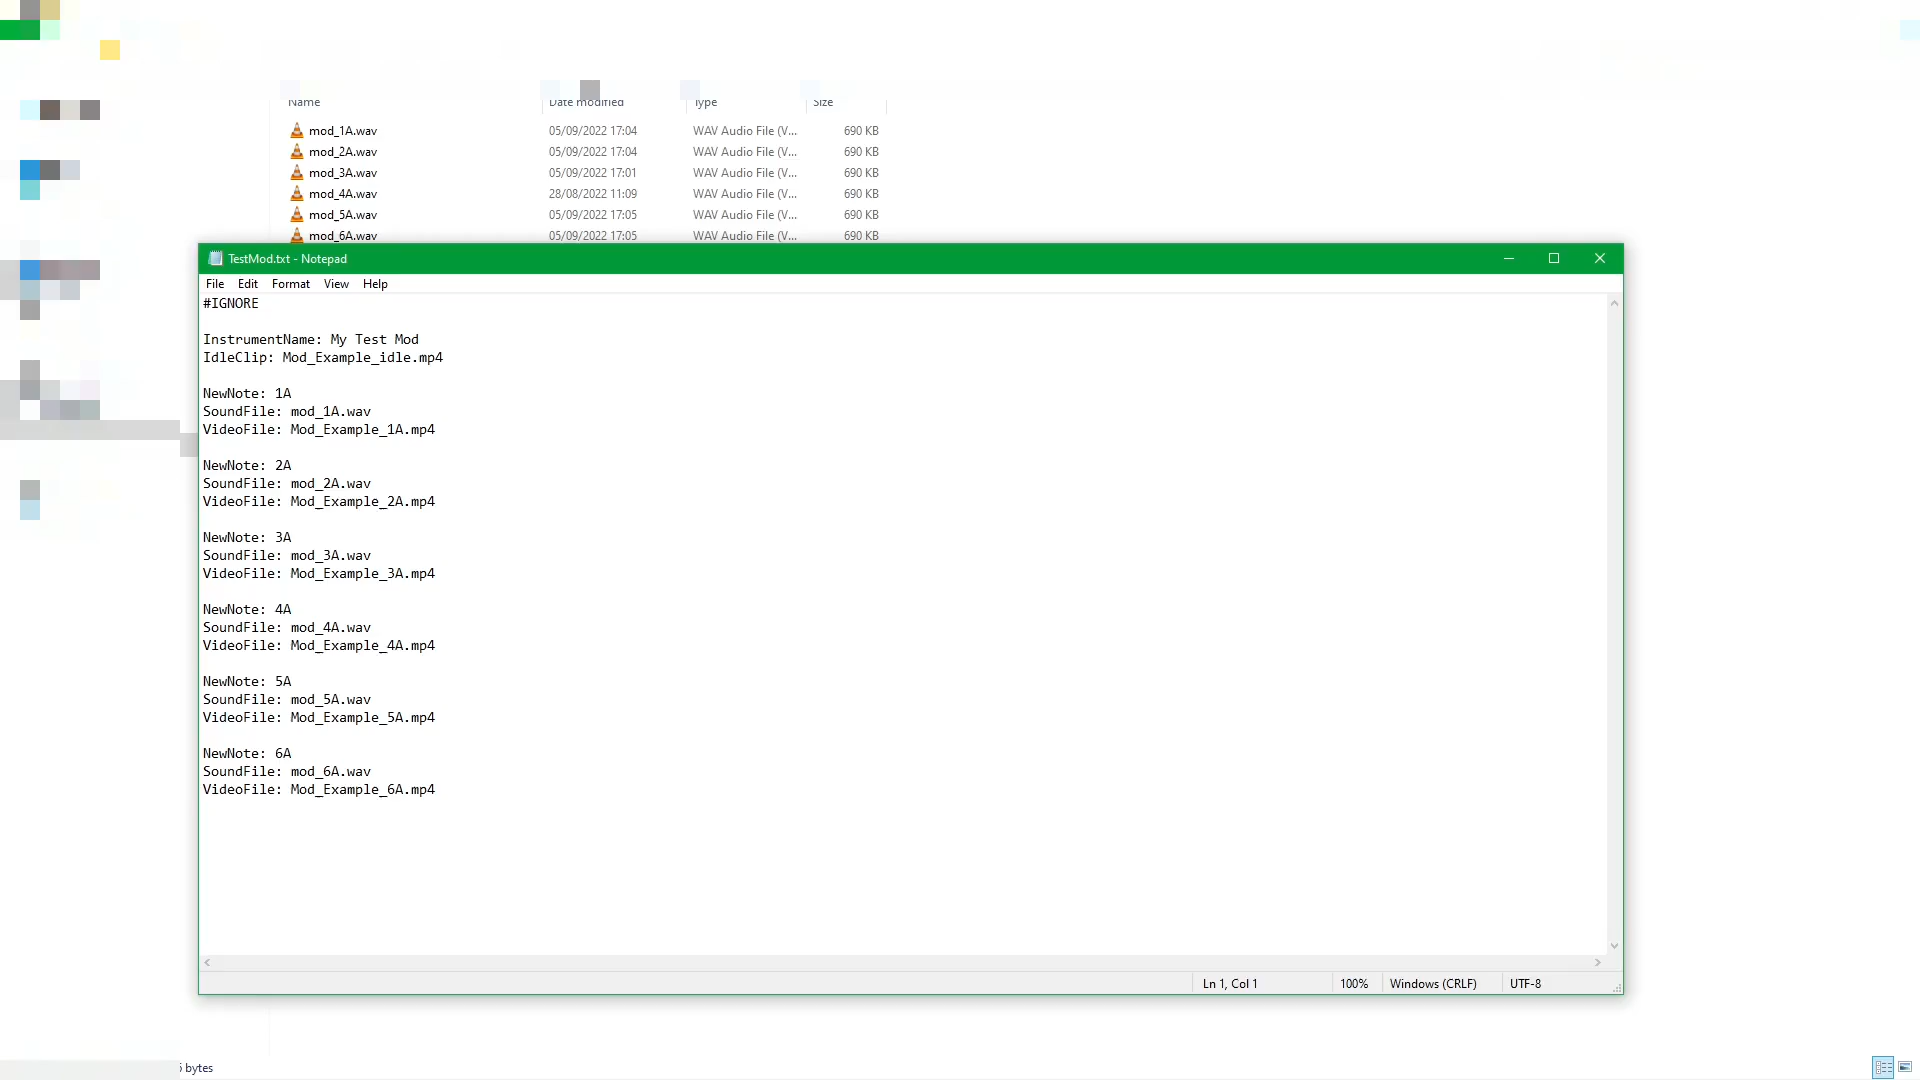 Name Date modified Type Size
mod_1A.wav 05/09/2022 17:04 WAV Audio File (V... 690 KB
mod_2A.wav 05/09/2022 17:04 WAV Audio File (V... 690 KB
mod_3A.wav 05/09/2022 17:01 WAV Audio File (V... 690 KB
mod_4A.wav 28/08/2022 11:09 WAV Audio File (V... 690 KB
mod_5A.wav 05/09/2022 17:05 WAV Audio File (V... 690 KB
mod_6A.wav 05/09/2022 17:05 WAV Audio File (V... 690 KB
TestMod.txt - Notepad
File Edit Format View Help
#IGNORE
InstrumentName: My Test Mod
IdleClip: Mod_Example_idle.mp4
NewNote: 1A
SoundFile: mod_1A.wav
VideoFile: Mod_Example_1A.mp4
NewNote: 2A
SoundFile: mod_2A.wav
VideoFile: Mod_Example_2A.mp4
NewNote: 3A
SoundFile: mod_3A.wav
VideoFile: Mod_Example_3A.mp4
NewNote: 4A
SoundFile: mod_4A.wav
VideoFile: Mod_Example_4A.mp4
NewNote: 5A
SoundFile: mod_5A.wav
VideoFile: Mod_Example_5A.mp4
NewNote: 6A
SoundFile: mod_6A.wav
VideoFile: Mod_Example_6A.mp4
Ln 1, Col 1 100% Windows (CRLF) UTF-8
bytes